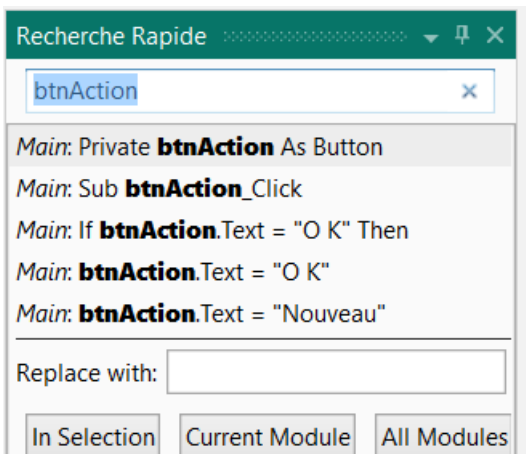 Recherche Rapide
btnAction
Main: Private btnAction As Button
Main: Sub btnAction_Click
Main: If btnAction.Text = "O K" Then
Main: btnAction.Text = "O K"
Main: btnAction.Text = "Nouveau"
Replace with:
In Selection Current Module All Modules